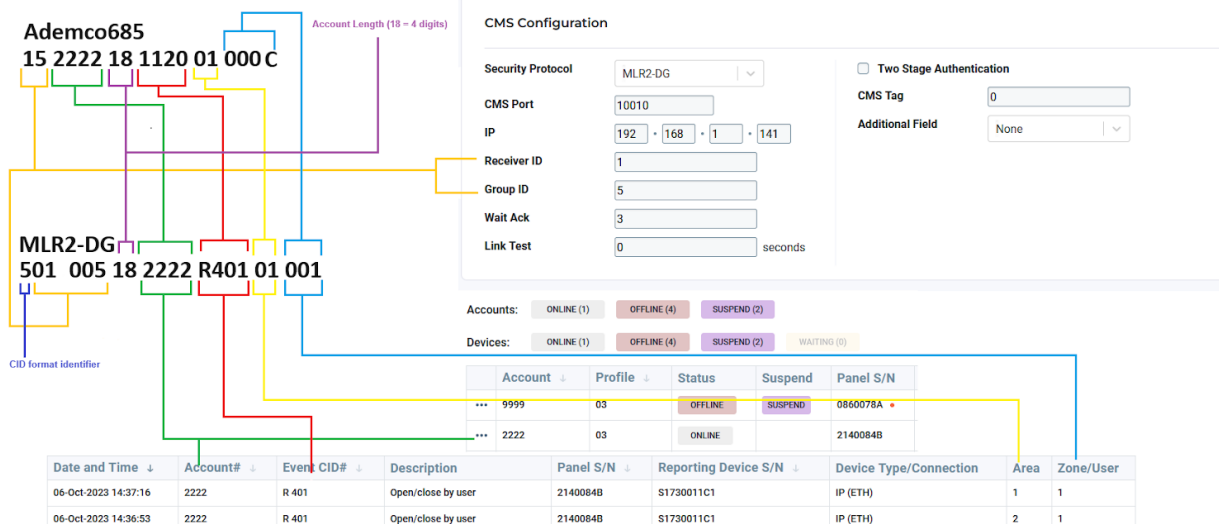 Account Length (18 = 4 digits)
Ademco685
15 2222 18 1120 01 000 C
MLR2-DG
501 005 18 2222 R401 01 001
CID format identifier
CMS Configuration
Security Protocol MLR2-DG
CMS Port 10010
IP 192 • 168 • 1 • 141
Receiver ID 1
Group ID 5
Wait Ack 3
Link Test 0 seconds
Two Stage Authentication
CMS Tag 0
Additional Field None
Accounts: ONLINE (1) OFFLINE (4) SUSPEND (2)
Devices: ONLINE (1) OFFLINE (4) SUSPEND (2) WAITING (0)
Account ↓ Profile ↓ Status Suspend Panel S/N
••• 9999 03 OFFLINE SUSPEND 0860078A
••• 2222 03 ONLINE 2140084B
Date and Time ↓ Account# ↓ Event CID# ↓ Description Panel S/N ↓ Reporting Device S/N ↓ Device Type/Connection Area Zone/User
06-Oct-2023 14:37:16 2222 R 401 Open/close by user 2140084B S1730011C1 IP (ETH) 1 1
06-Oct-2023 14:36:53 2222 R 401 Open/close by user 2140084B S1730011C1 IP (ETH) 2 1